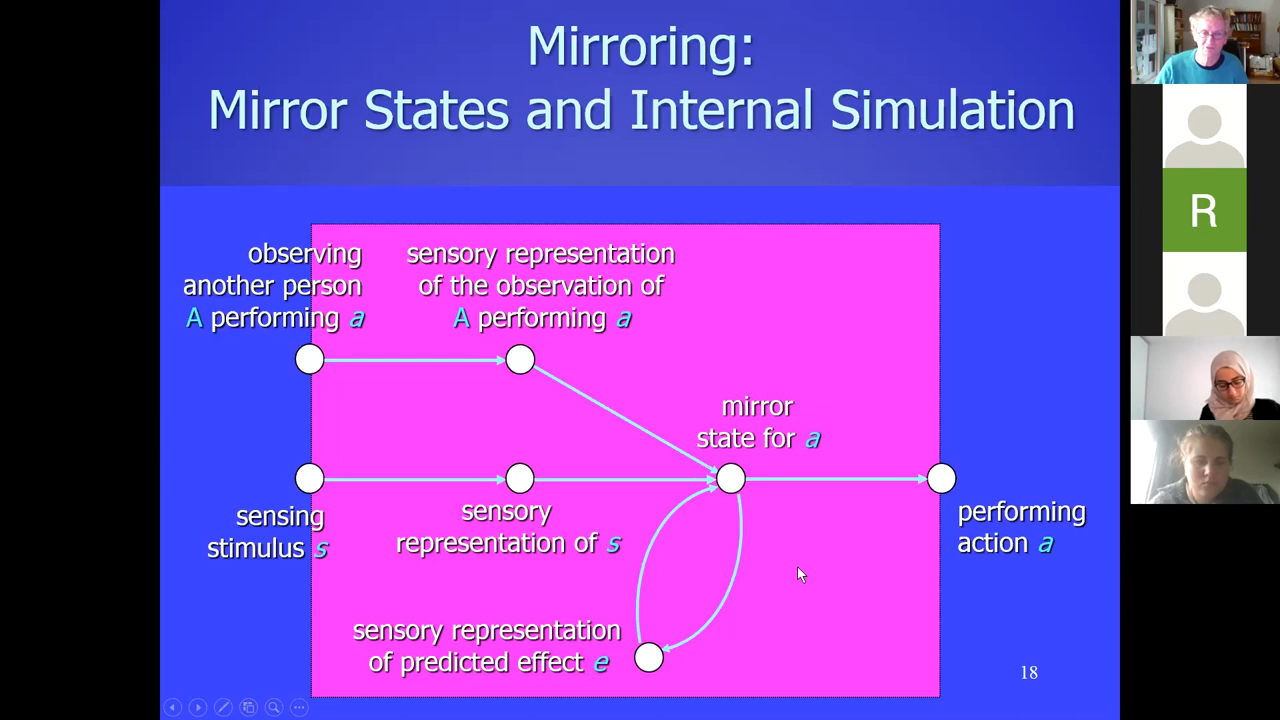 Mirroring:
Mirror States and Internal Simulation
observing
another person
A performing a
sensory representation
of the observation of
A performing a
mirror
state for a
sensing
stimulus s
sensory
representation of s
performing
action a
sensory representation
of predicted effect e
18
R